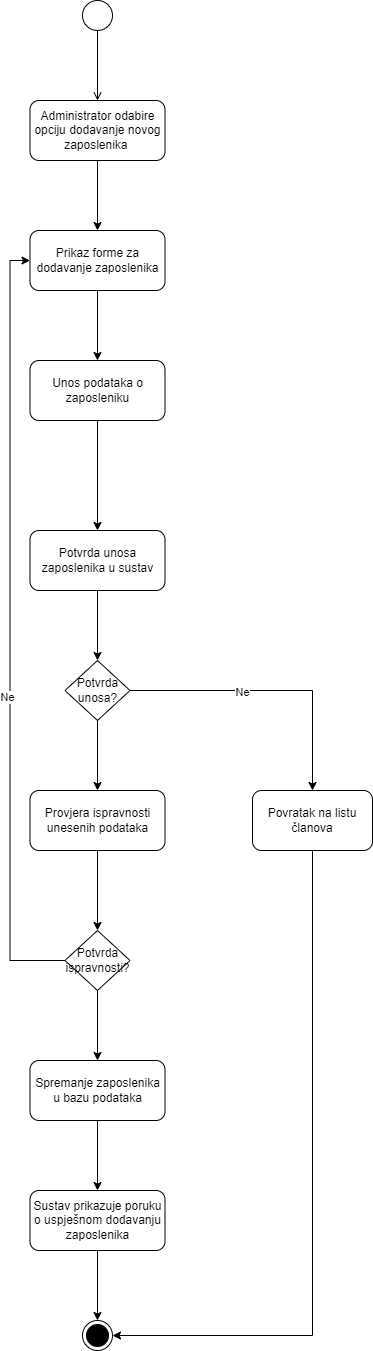 Administrator odabire
opciju dodavanje novog
zaposlenika
Prikaz forme za
dodavanje zaposlenika
Unos podataka o
zaposleniku
Potvrda unosa
zaposlenika u sustav
Potvrda
unosa?
Ne
Ne
Provjera ispravnosti
unesenih podataka
Povratak na listu
članova
Potvrda
ispravnosti?
Spremanje zaposlenika
u bazu podataka
Sustav prikazuje poruku
o uspješnom dodavanju
zaposlenika